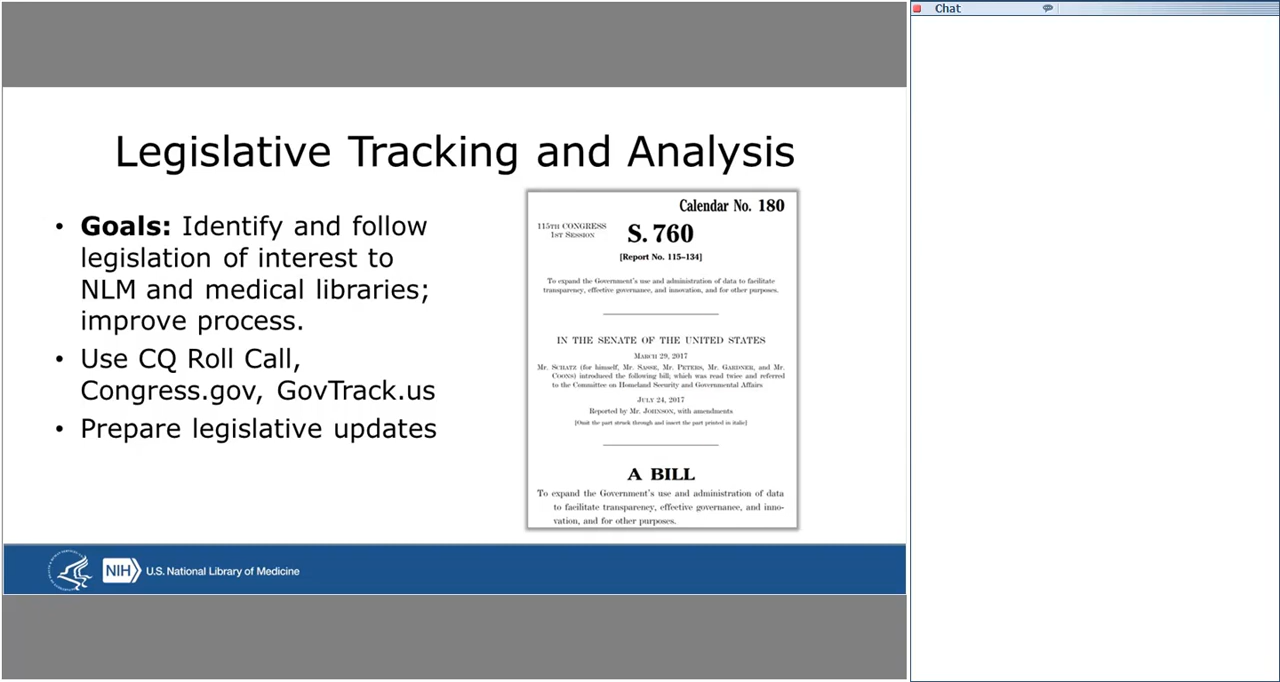 Chat
Legislative Tracking and Analysis
• Goals: Identify and follow
legislation of interest to
NLM and medical libraries;
improve process.
• Use CQ Roll Call,
Congress.gov, GovTrack.us
• Prepare legislative updates
Calendar No. 180
115TH CONGRESS
1ST SESSION
S. 760
[Report No. 115–134]
To expand the Government's use and administration of data to facilitate
transparency, effective governance, and innovation, and for other purposes.
IN THE SENATE OF THE UNITED STATES
MARCH 29, 2017
Mr. SCHATZ (for himself, Mr. SASSE, Mr. PETERS, Mr. GARDNER, and Mr.
COONS) introduced the following bill; which was read twice and referred
to the Committee on Homeland Security and Governmental Affairs
JULY 24, 2017
Reported by Mr. JOHNSON, with amendments
[Omit the part struck through and insert the part printed in italic]
A BILL
To expand the Government's use and administration of data
to facilitate transparency, effective governance, and inno-
vation, and for other purposes.
NIH U.S. National Library of Medicine